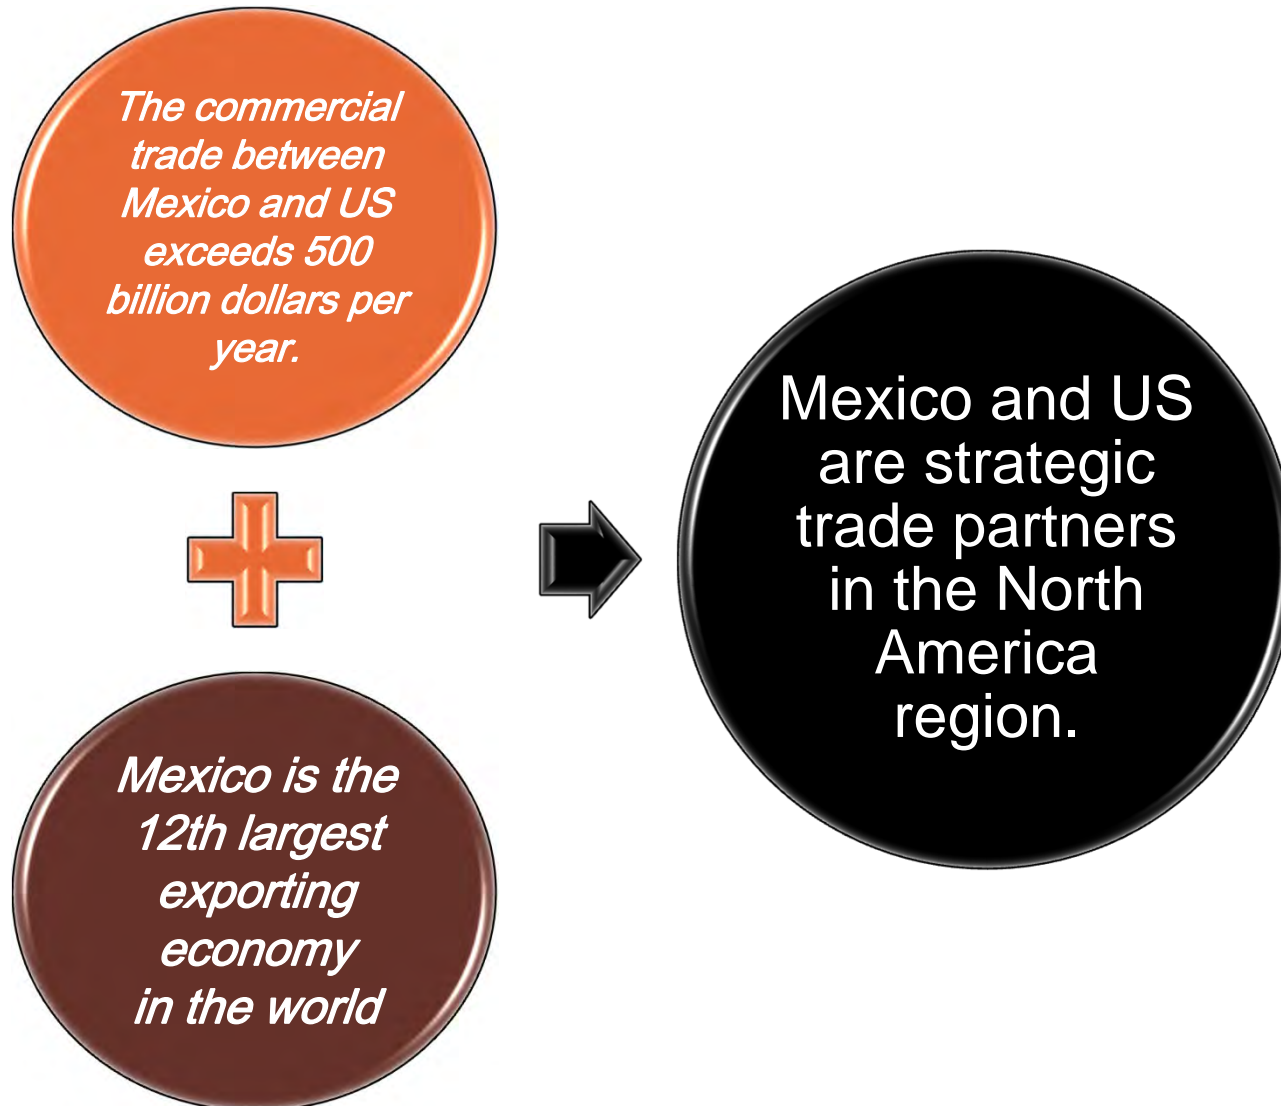 The commercial
trade between
Mexico and US
exceeds 500
billion dollars per
year.
Mexico is the
12th largest
exporting
economy
in the world
Mexico and US
are strategic
trade partners
in the North
America
region.